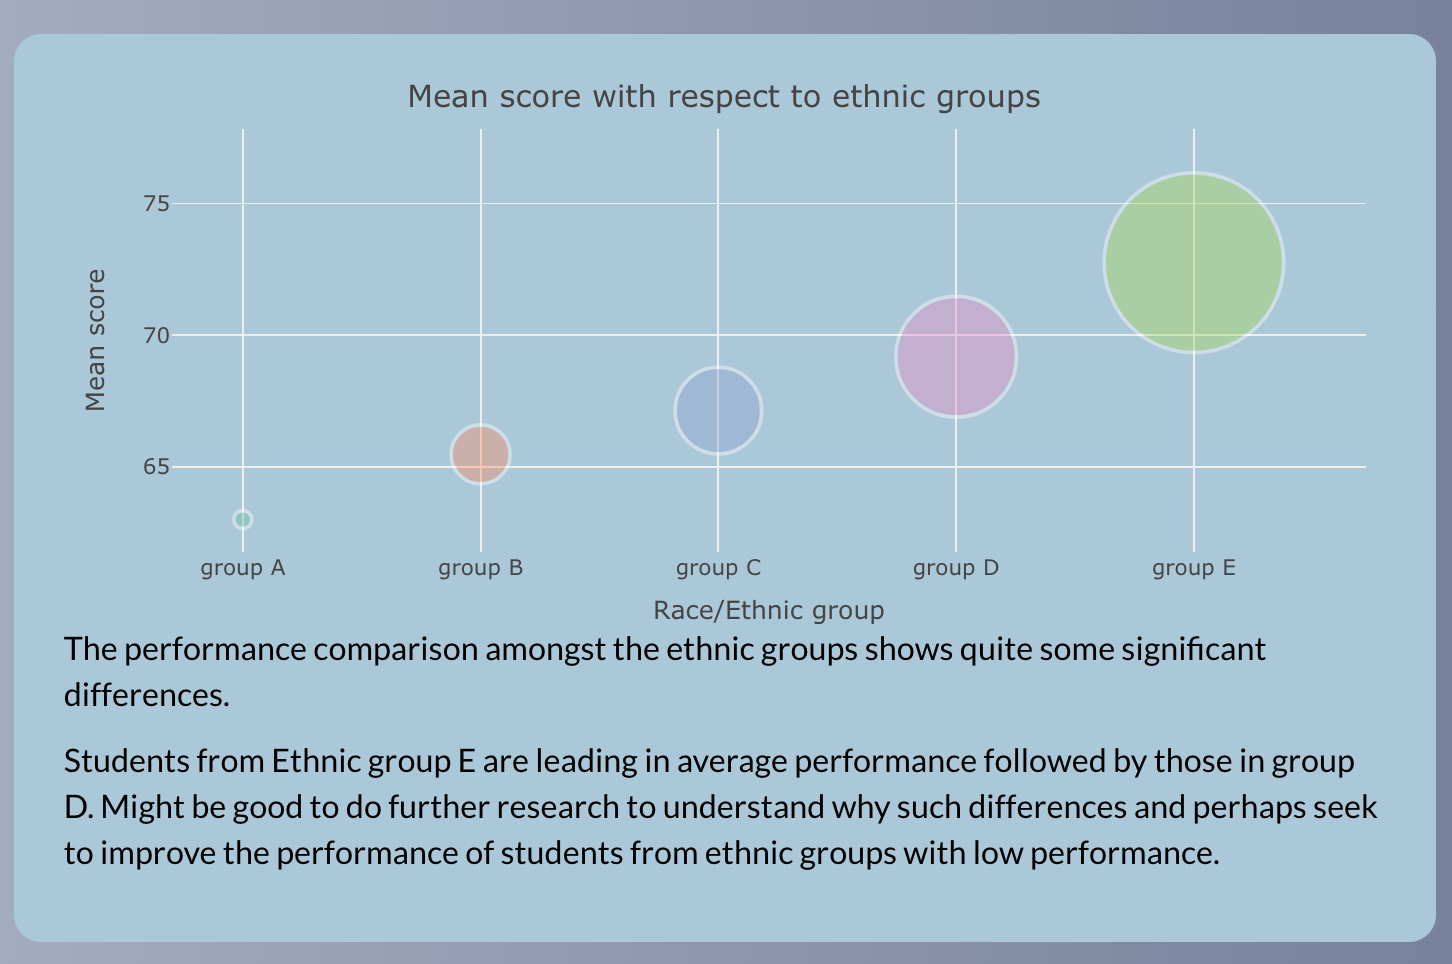 Mean score with respect to ethnic groups
75
70
65
Mean score
group A
group B
group C
group D
group E
Race/Ethnic group
The performance comparison amongst the ethnic groups shows quite some significant
differences.
Students from Ethnic group E are leading in average performance followed by those in group
D. Might be good to do further research to understand why such differences and perhaps seek
to improve the performance of students from ethnic groups with low performance.